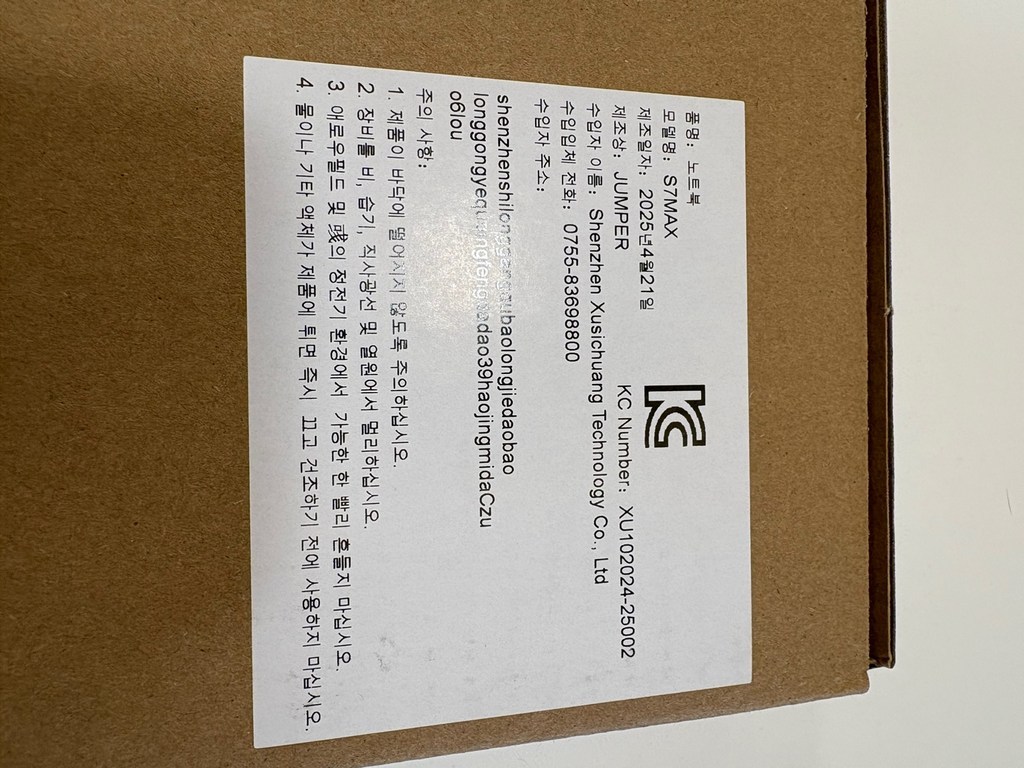 품명: 노트북
모델명: S7MAX
제조일자: 2025년4월21일
KC
제조상: JUMPER
KC Number: XU102024-25002
수입자 이름: Shenzhen Xusichuang Technology Co., Ltd
수입입체 전화: 0755-83698800
수입자 주소:
shenzhenshilonggangqubaolongjiedaobao
longgongyequ dao39haojingmidaCzu
o6lou
주의 사항:
1. 제품이 바닥에 떨어지지 않도록 주의하십시오.
2. 장비를 비, 습기, 직사광선 및 열원에서 멀리하십시오.
3. 애로우필드 및 의 정전기 환경에서 가능한 한 빨리 흔들지 마십시오.
4. 물이나 기타 액체가 제품에 튀면 즉시 끄고 건조하기 전에 사용하지 마십시오.